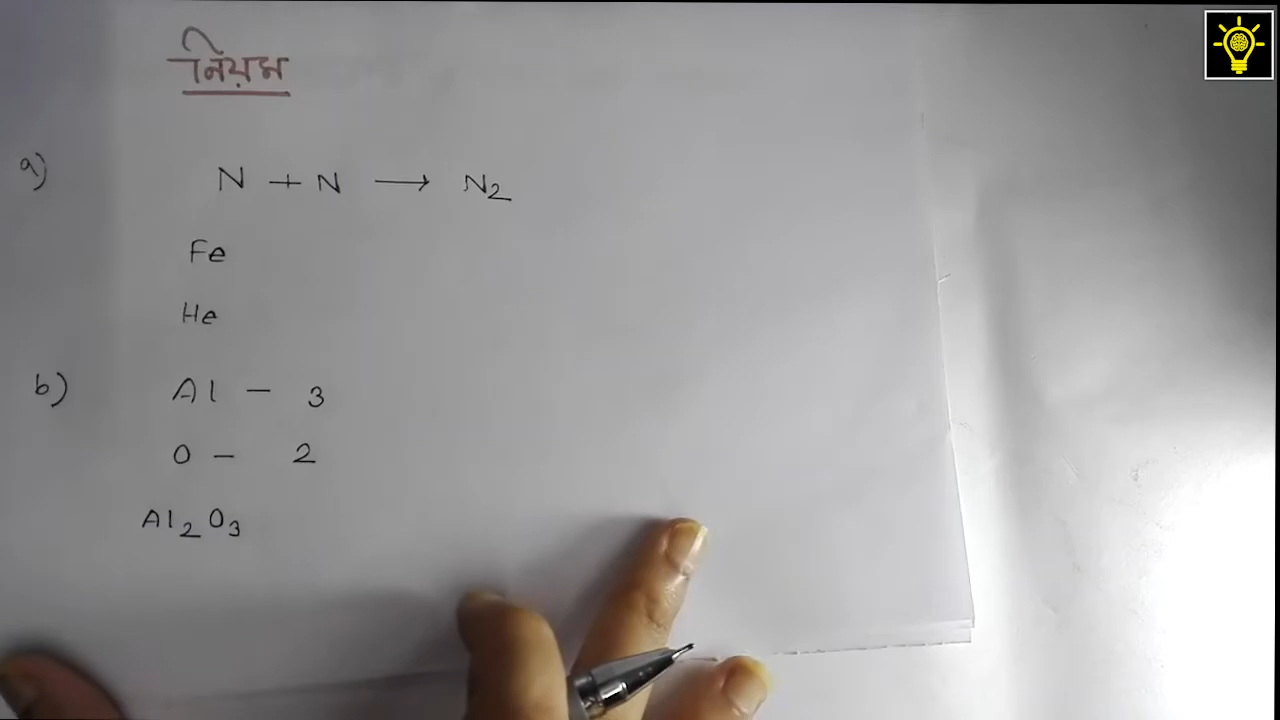 নিয়ম
a) N + N → N₂
Fe
He
b) Al – 3
O – 2
Al₂O₃